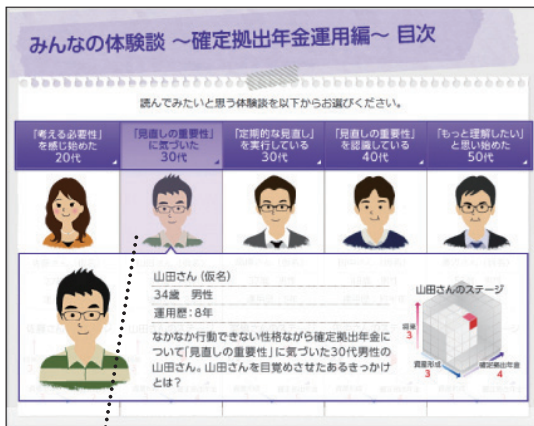 みんなの体験談 ～確定拠出年金運用編～ 目次
読んでみたいと思う体験談を以下からお選びください。
「考える必要性」
を感じ始めた
20代
「見直しの重要性」
に気づいた
30代
「定期的な見直し」
を実行している
30代
「見直しの重要性」
を認識している
40代
「もっと理解したい」
と思い始めた
50代
山田さん（仮名）
34歳　男性
運用歴：8年
なかなか行動できない性格ながら確定拠出年金に
ついて「見直しの重要性」に気づいた30代男性の
山田さん。山田さんを目覚めさせたあるきっかけ
とは？
山田さんのステージ
3
資産形成
3
確定拠出年金
4